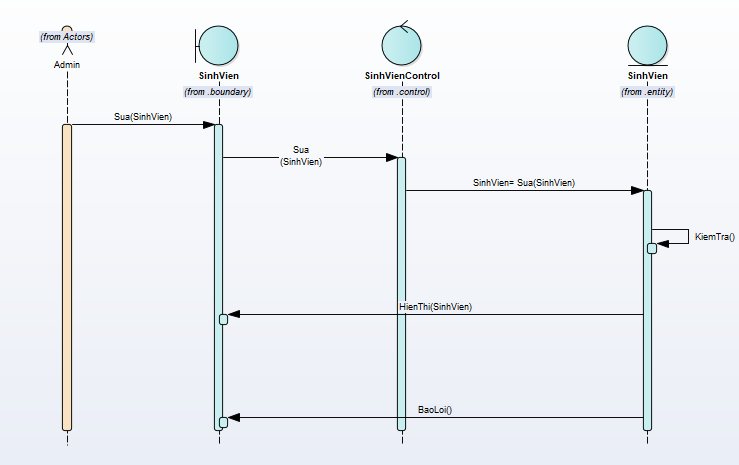 (from Actors)
Admin
SinhVien
(from .boundary)
SinhVienControl
(from .control)
SinhVien
(from .entity)
Sua(SinhVien)
Sua
(SinhVien)
SinhVien= Sua(SinhVien)
KiemTra()
HienThi(SinhVien)
BaoLoi()